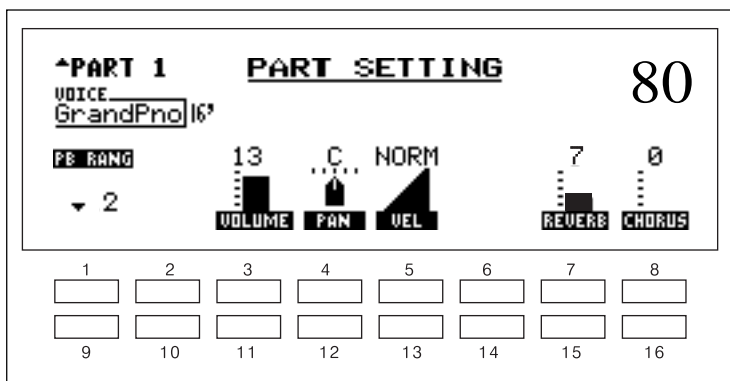 PART 1 PART SETTING 80
VOICE
GrandPno 16'
PB RANG 13 C NORM 7 0
2
VOLUME PAN VEL REVERB CHORUS
1 2 3 4 5 6 7 8
9 10 11 12 13 14 15 16